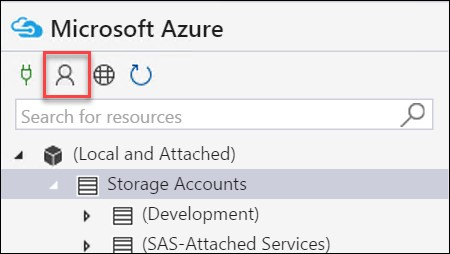 Microsoft Azure
Search for resources
(Local and Attached)
Storage Accounts
(Development)
(SAS-Attached Services)